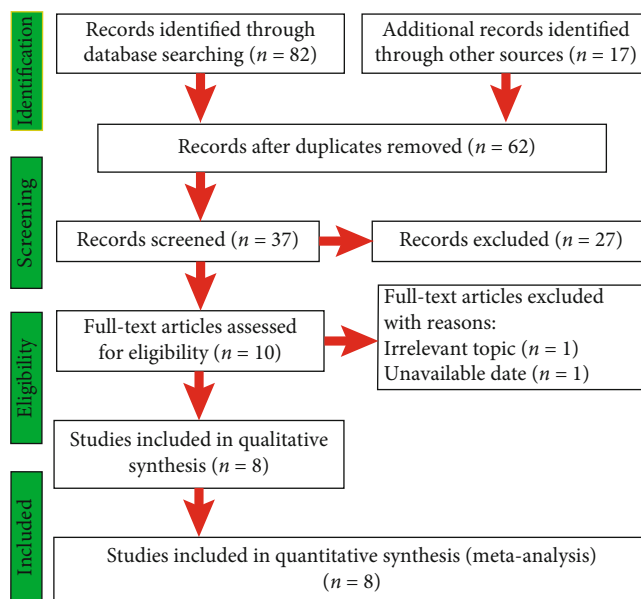 Identification
Records identified through
database searching (n = 82)
Additional records identified
through other sources (n = 17)
Records after duplicates removed (n = 62)
Screening
Records screened (n = 37)
Records excluded (n = 27)
Eligibility
Full-text articles assessed
for eligibility (n = 10)
Full-text articles excluded
with reasons:
Irrelevant topic (n = 1)
Unavailable date (n = 1)
Studies included in qualitative
synthesis (n = 8)
Included
Studies included in quantitative synthesis (meta-analysis)
(n = 8)